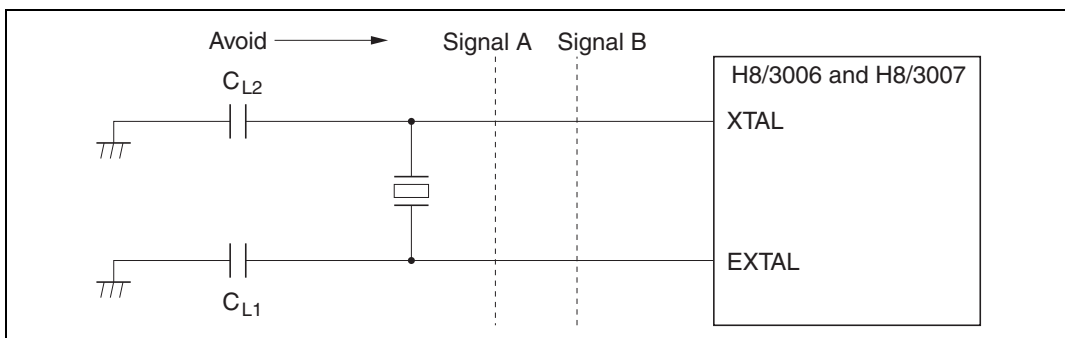 Avoid
Signal A
Signal B
H8/3006 and H8/3007
CL2
XTAL
EXTAL
CL1